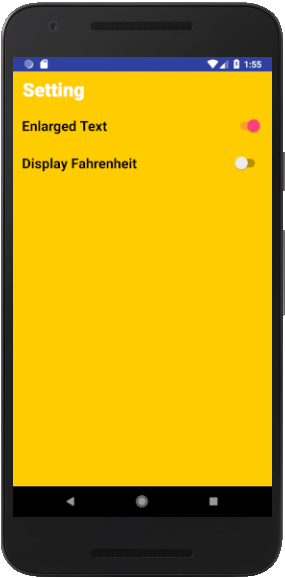 1:55
Setting
Enlarged Text
Display Fahrenheit